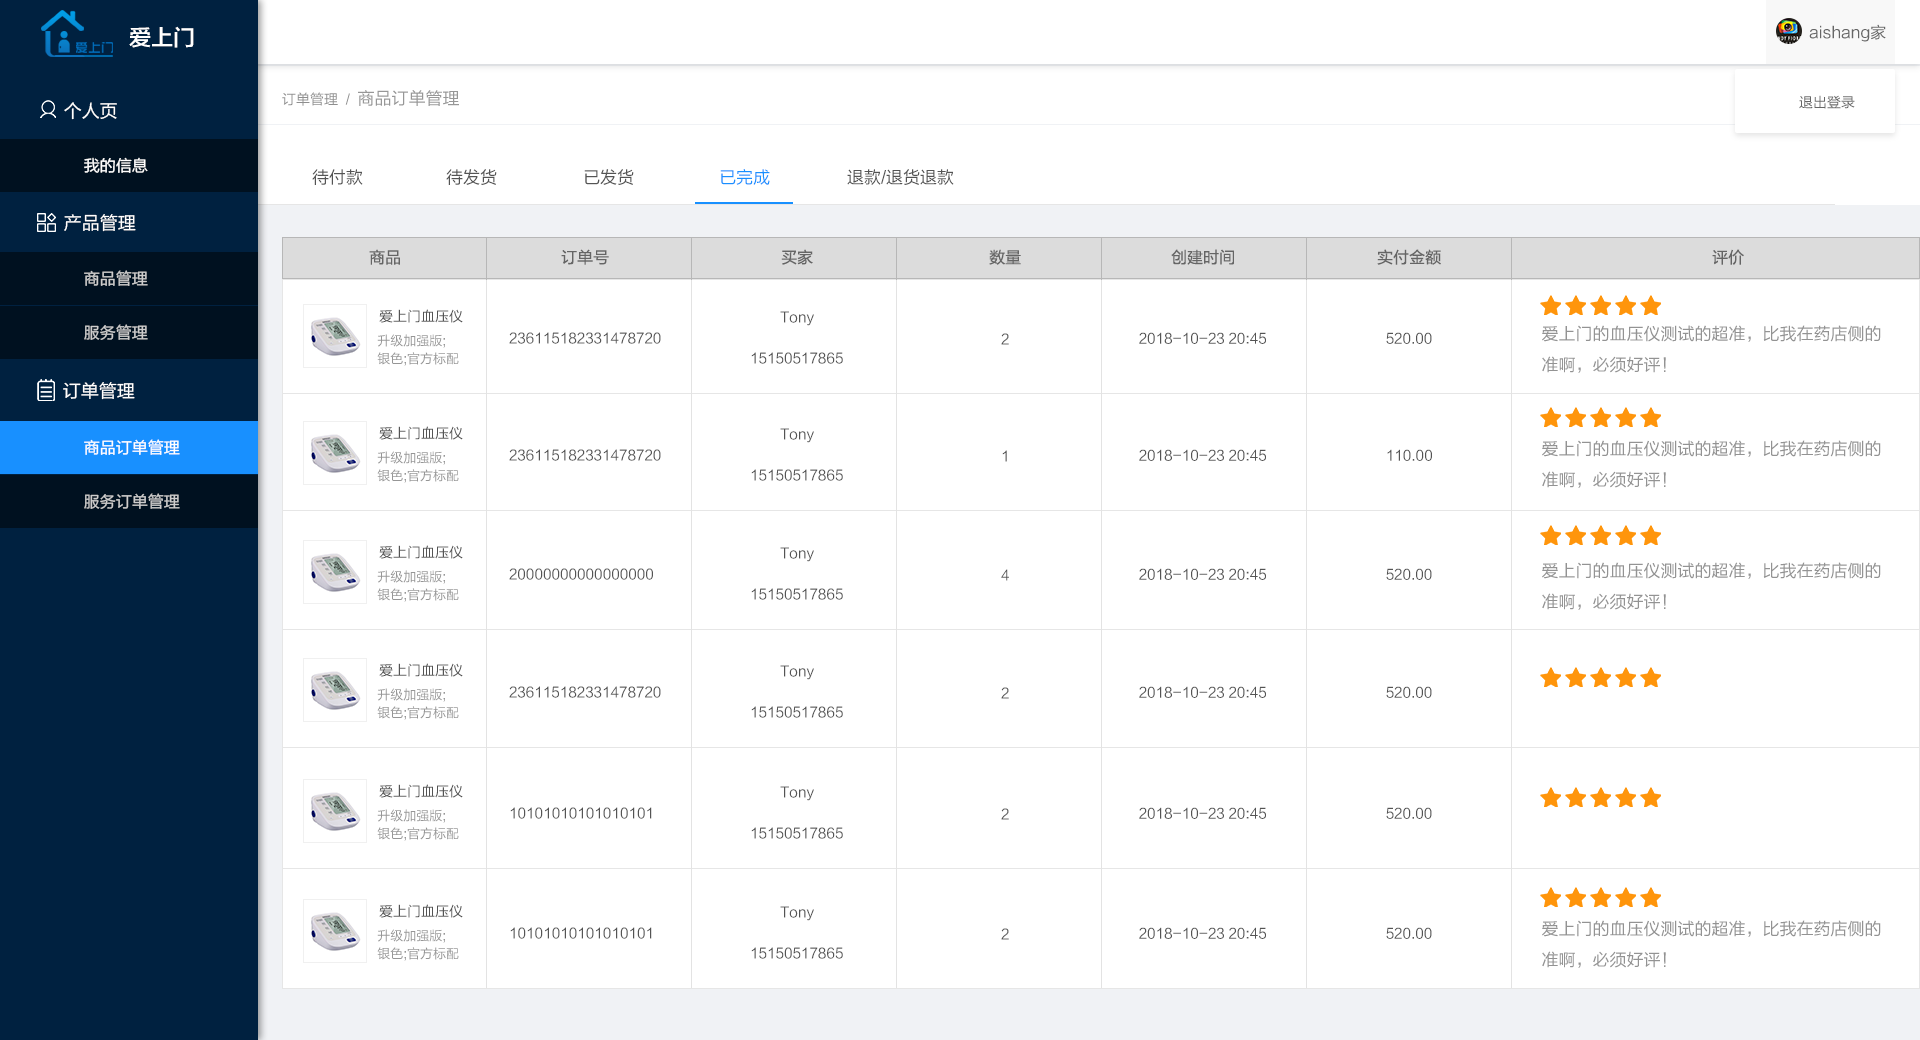 爱上门
爱上门
aishang家
退出登录
个人页
我的信息
产品管理
商品管理
服务管理
订单管理
商品订单管理
服务订单管理
订单管理 / 商品订单管理
待付款 待发货 已发货 已完成 退款/退货退款
商品 订单号 买家 数量 创建时间 实付金额 评价
爱上门血压仪
升级加强版;
银色;官方标配
236115182331478720
Tony
15150517865
2
2018-10-23 20:45
520.00
爱上门的血压仪测试的超准，比我在药店侧的
准啊，必须好评！
爱上门血压仪
升级加强版;
银色;官方标配
236115182331478720
Tony
15150517865
1
2018-10-23 20:45
110.00
爱上门的血压仪测试的超准，比我在药店侧的
准啊，必须好评！
爱上门血压仪
升级加强版;
银色;官方标配
20000000000000000
Tony
15150517865
4
2018-10-23 20:45
520.00
爱上门的血压仪测试的超准，比我在药店侧的
准啊，必须好评！
爱上门血压仪
升级加强版;
银色;官方标配
236115182331478720
Tony
15150517865
2
2018-10-23 20:45
520.00
爱上门血压仪
升级加强版;
银色;官方标配
10101010101010101
Tony
15150517865
2
2018-10-23 20:45
520.00
爱上门血压仪
升级加强版;
银色;官方标配
10101010101010101
Tony
15150517865
2
2018-10-23 20:45
520.00
爱上门的血压仪测试的超准，比我在药店侧的
准啊，必须好评！